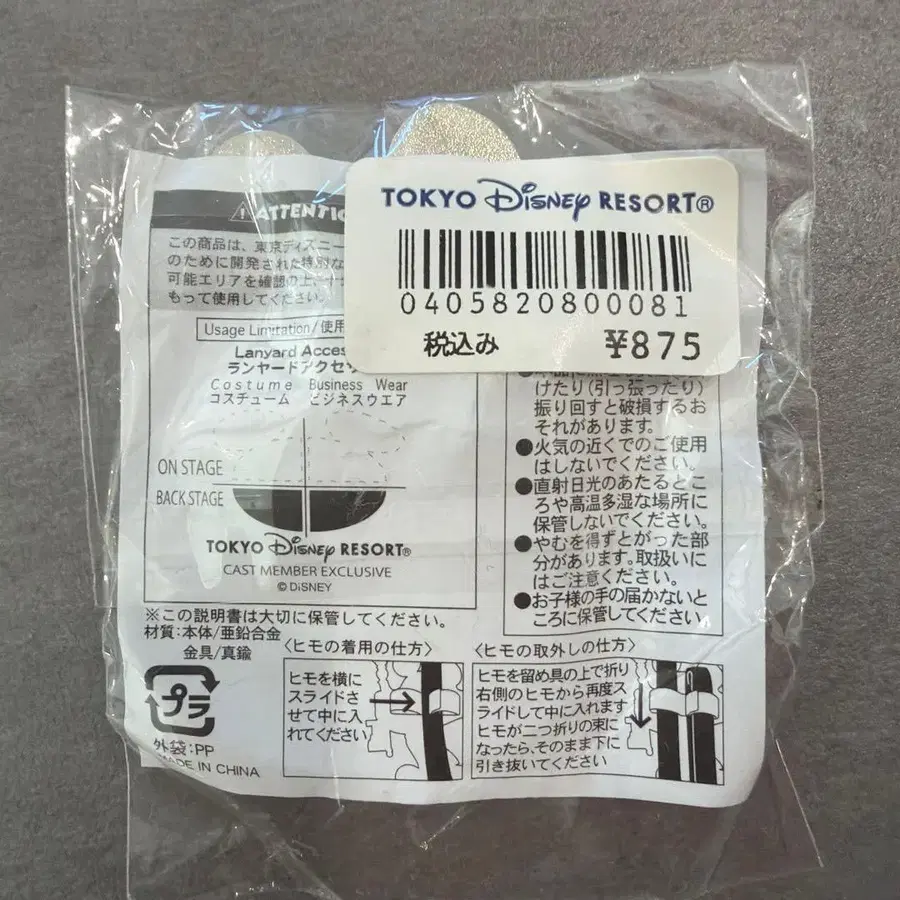 TOKYO Disney RESORT®
0405820800081
税込み ¥875
ATTENTIO
この商品は、東京ディズニー
のために開発された特別な
可能エリアを確認の上、
もって使用してください。
Usage Limitation/使用
Lanyard Access
ランヤードアクセサ
Costume Business Wear
コスチューム ビジネスウエア
ON STAGE
BACK STAGE
TOKYO Disney RESORT®
CAST MEMBER EXCLUSIVE
©DISNEY
けたり(引っ張ったり)
振り回すと破損するお
それがあります。
●火気の近くでのご使用
はしないでください。
●直射日光のあたるとこ
ろや高温多湿な場所に
保管しないでください。
●やむを得ずとがった部
分があります。取扱いに
はご注意ください。
●お子様の手の届かないと
ころに保管してください。
※この説明書は大切に保管してください。
材質:本体/亜鉛合金
金具/真鍮
プラ
外袋:PP
MADE IN CHINA
〈ヒモの着用の仕方〉
ヒモを横に
スライドさ
せて中に入
れてください
〈ヒモの取外しの仕方〉
ヒモを留め具の上で折り
右側のヒモから再度ス
ライドして中に入れます
ヒモが二つ折りの束に
なったら、そのまま下に
引き抜いてください